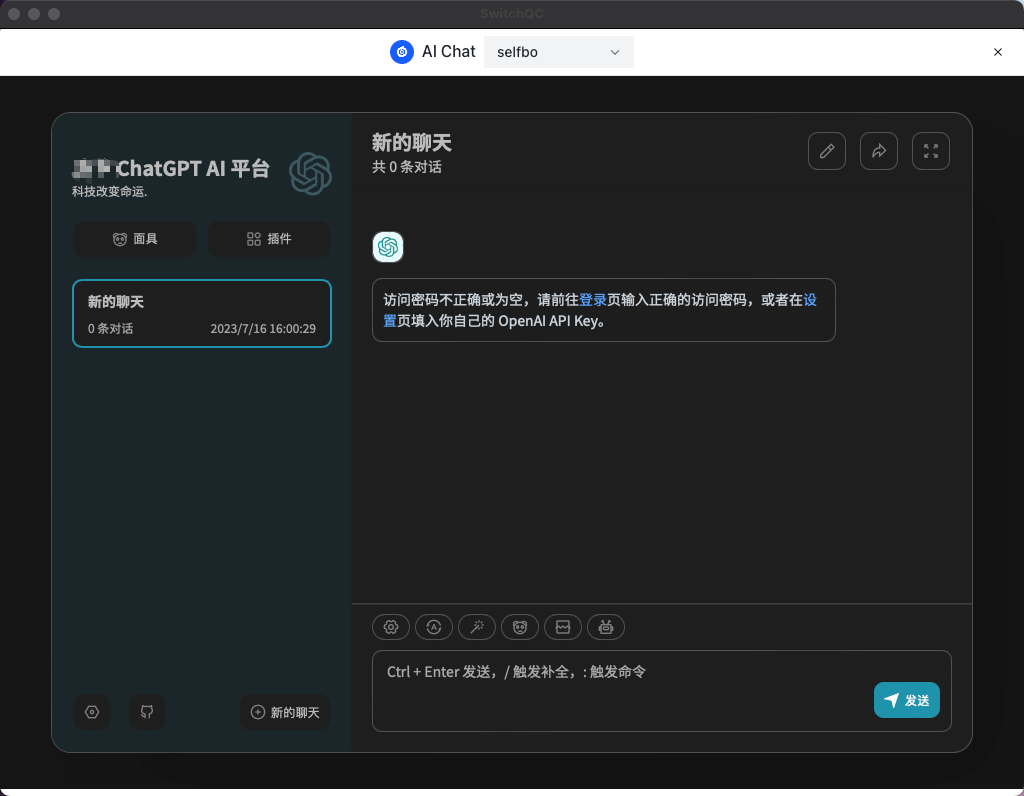 SwitchQC
AI Chat
selfbo
ChatGPT AI 平台
科技改变命运.
面具
插件
新的聊天
0 条对话
2023/7/16 16:00:29
新的聊天
新的聊天
共 0 条对话
访问密码不正确或为空，请前往登录页输入正确的访问密码，或者在设
置页填入你自己的 OpenAI API Key。
Ctrl + Enter 发送，/ 触发补全，: 触发命令
发送